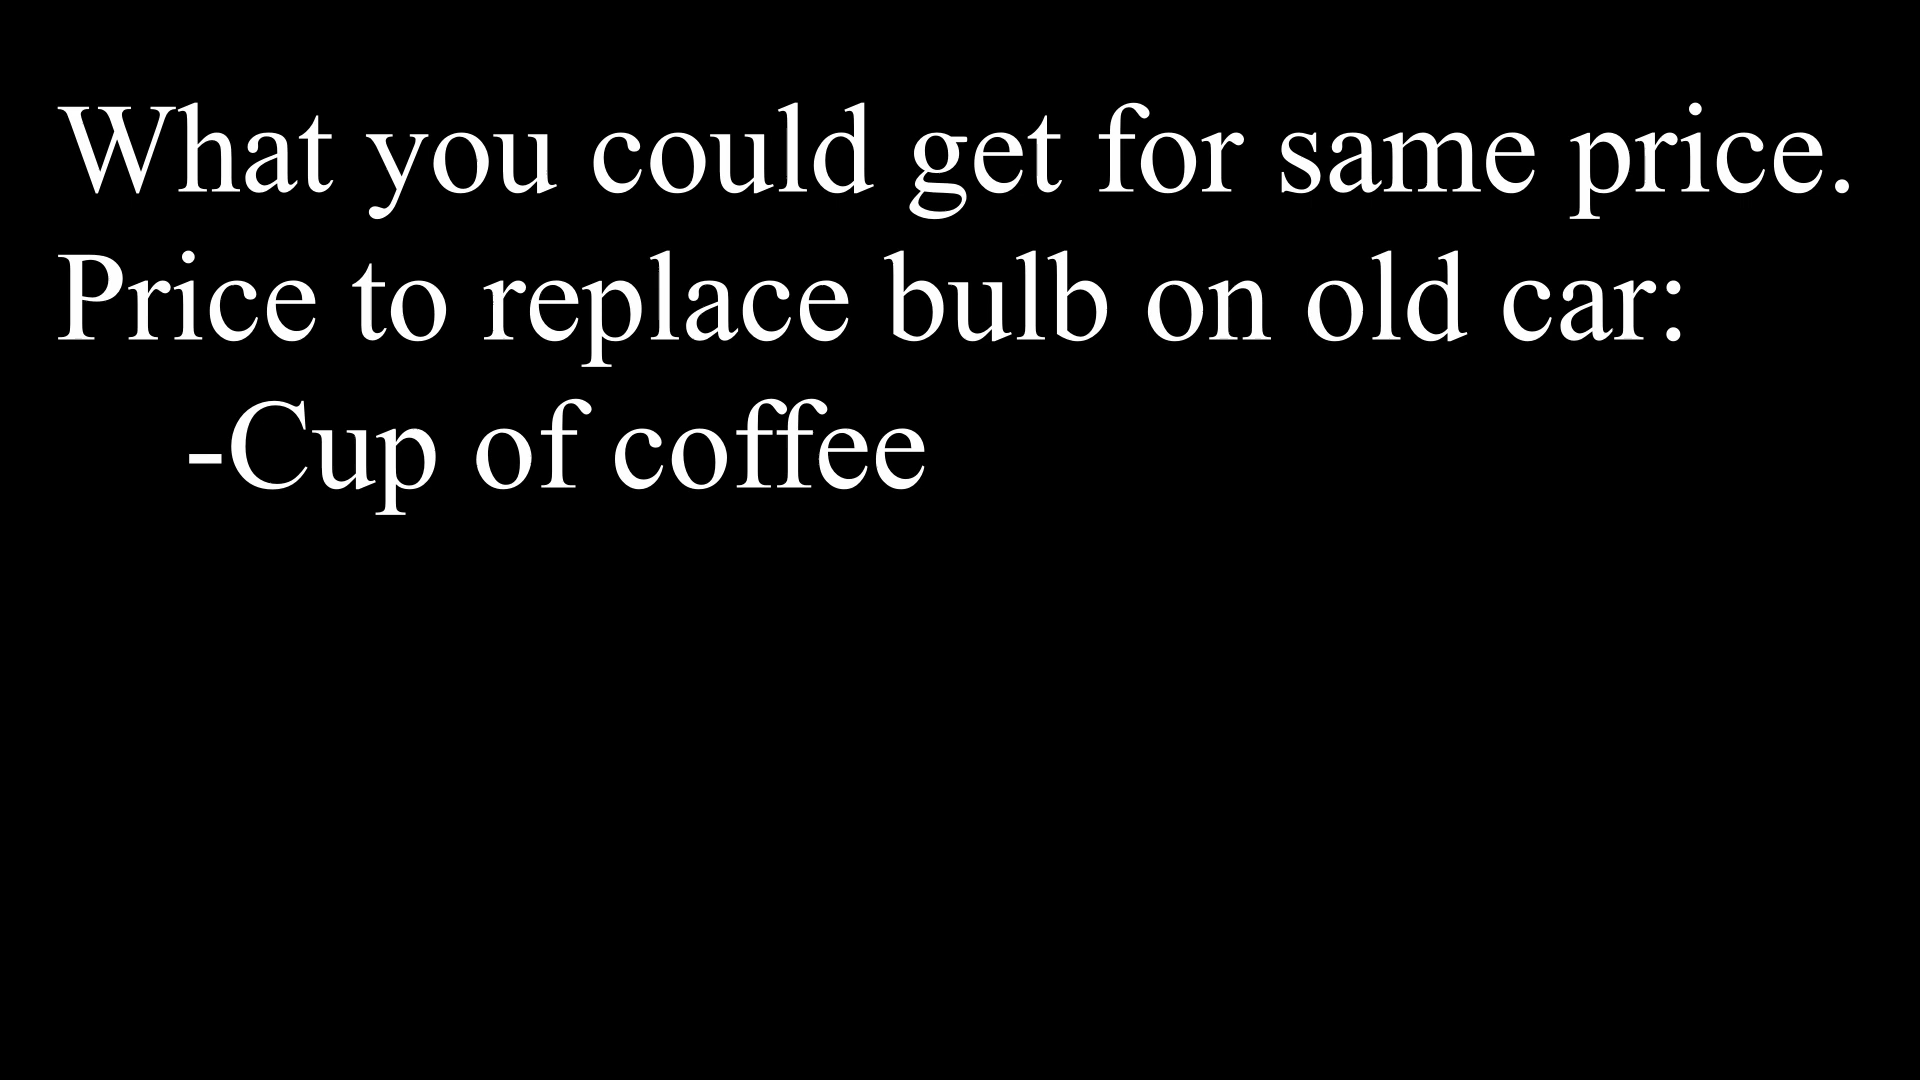 What you could get for same price.
Price to replace bulb on old car:
-Cup of coffee